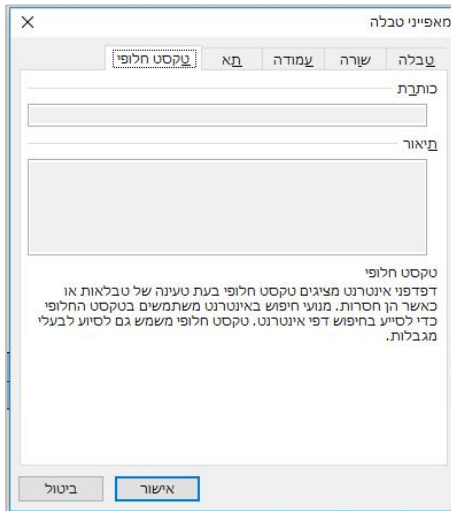 מאפייני טבלה
טבלה שורה עמודה תא טקסט חלופי
כותרת
תיאור
טקסט חלופי
דפדפני אינטרנט מציגים טקסט חלופי בעת טעינה של טבלאות או
כאשר הן חסרות. מנועי חיפוש באינטרנט משתמשים בטקסט החלופי
כדי לסייע בחיפוש דפי אינטרנט. טקסט חלופי משמש גם לסיוע לבעלי
מגבלות.
אישור ביטול